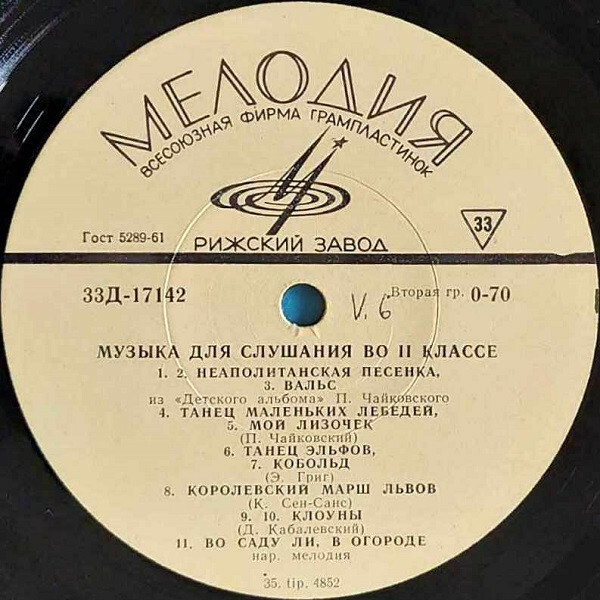 МЕЛОДИЯ
ВСЕСОЮЗНАЯ ФИРМА ГРАМПЛАСТИНОК
33
Гост 5289-61
РИЖСКИЙ ЗАВОД
33Д-17142
V. 6
Вторая гр. 0-70
МУЗЫКА ДЛЯ СЛУШАНИЯ ВО II КЛАССЕ
1. 2. НЕАПОЛИТАНСКАЯ ПЕСЕНКА,
3. ВАЛЬС
из «Детского альбома» П. Чайковского
4. ТАНЕЦ МАЛЕНЬКИХ ЛЕБЕДЕЙ,
5. МОЙ ЛИЗОЧЕК
(П. Чайковский)
6. ТАНЕЦ ЭЛЬФОВ,
7. КОБОЛЬД
(Э. Григ)
8. КОРОЛЕВСКИЙ МАРШ ЛЬВОВ
(К. Сен-Санс)
9. 10. КЛОУНЫ
(Д. Кабалевский)
11. ВО САДУ ЛИ, В ОГОРОДЕ
нар. мелодия
35. tip. 4852